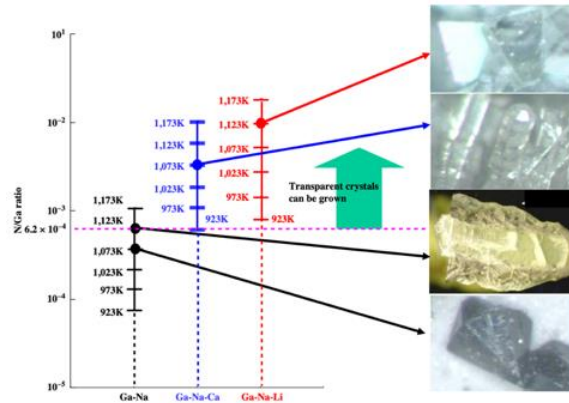 10¹
1,173K
1,173K
10⁻²
1,123K
1,123K
1,073K
1,073K
1,023K
1,023K
973K
973K
Transparent crystals
can be grown
N/Ga ratio
1,173K
10⁻³
923K
923K
1,123K
6.2 × 10⁻⁴
1,073K
1,023K
10⁻⁴
973K
923K
10⁻⁵
Ga-Na
Ga-Na-Ca
Ga-Na-Li